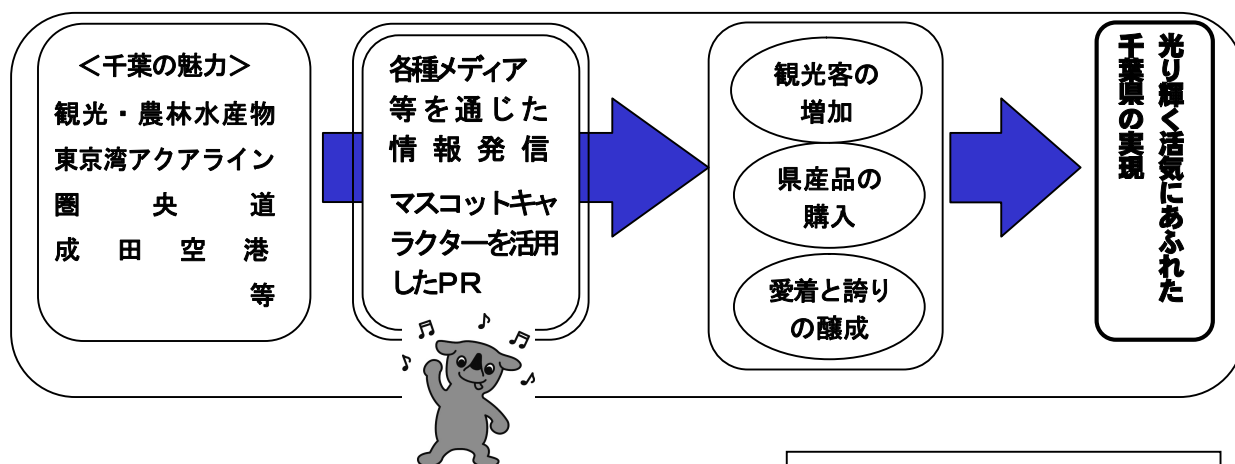 ＜千葉の魅力＞
観光・農林水産物
東京湾アクアライン
圏央道
成田空港
等
各種メディア
等を通じた
情報発信
マスコットキャ
ラクターを活用
したPR
観光客の
増加
県産品の
購入
愛着と誇り
の醸成
光り輝く活気にあふれた
千葉県の実現